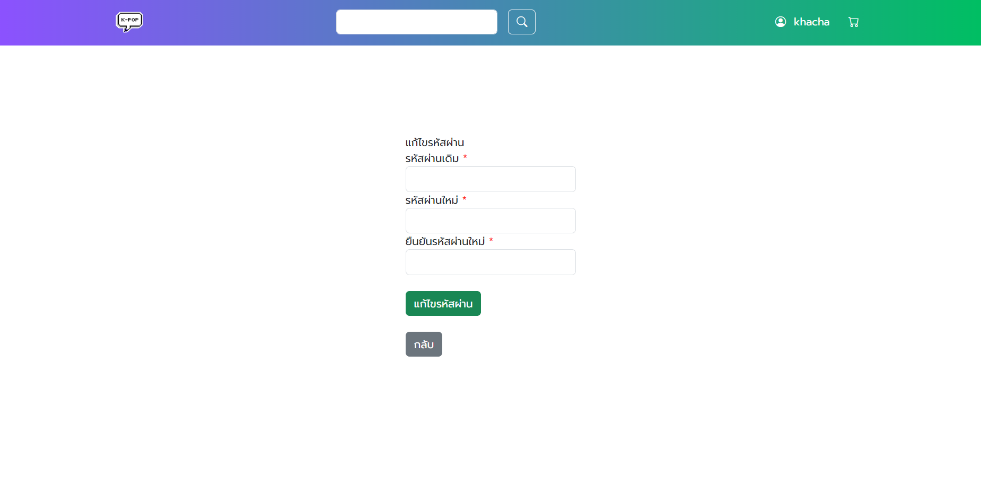 K-POP
khacha
แก้ไขรหัสผ่าน
รหัสผ่านเดิม *
รหัสผ่านใหม่ *
ยืนยันรหัสผ่านใหม่ *
แก้ไขรหัสผ่าน
กลับ